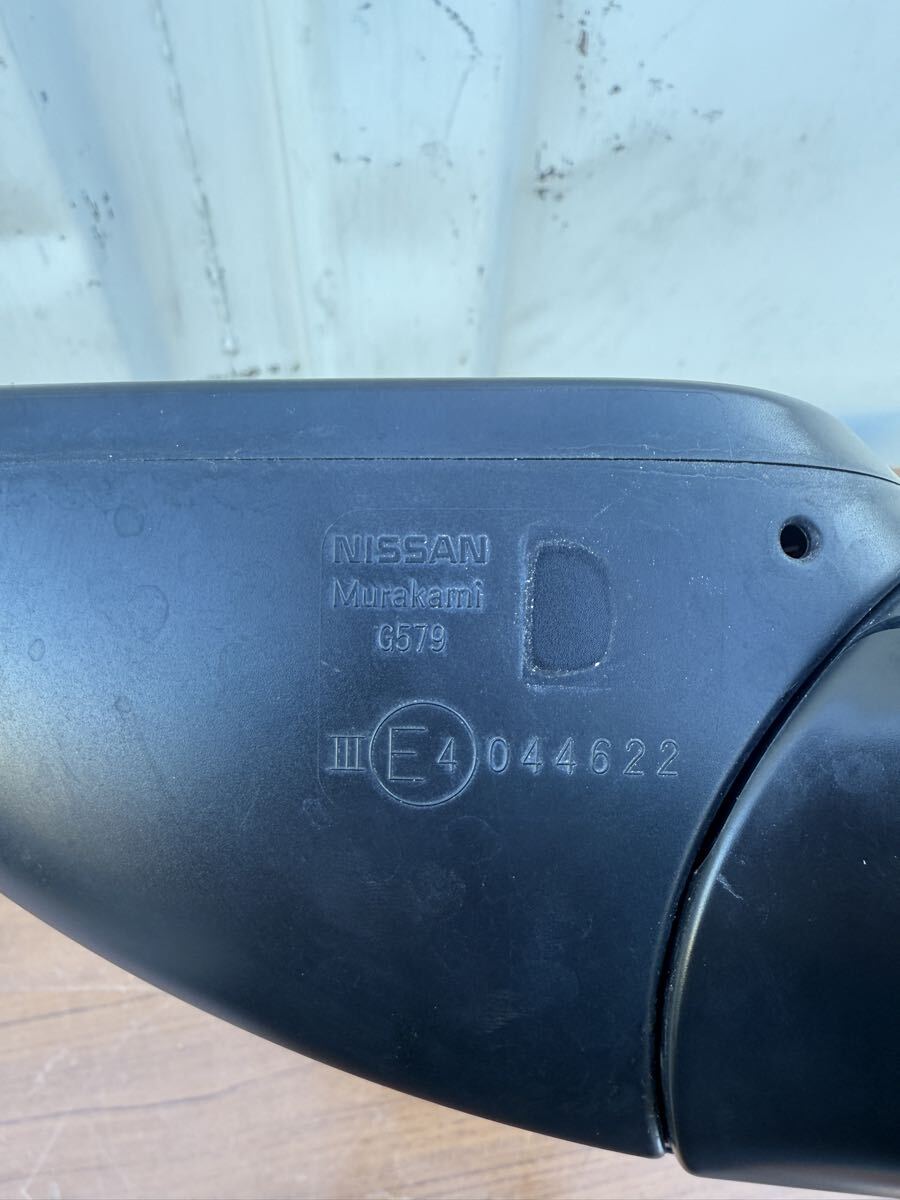 NISSAN
Murakami
G579
III E4 044622